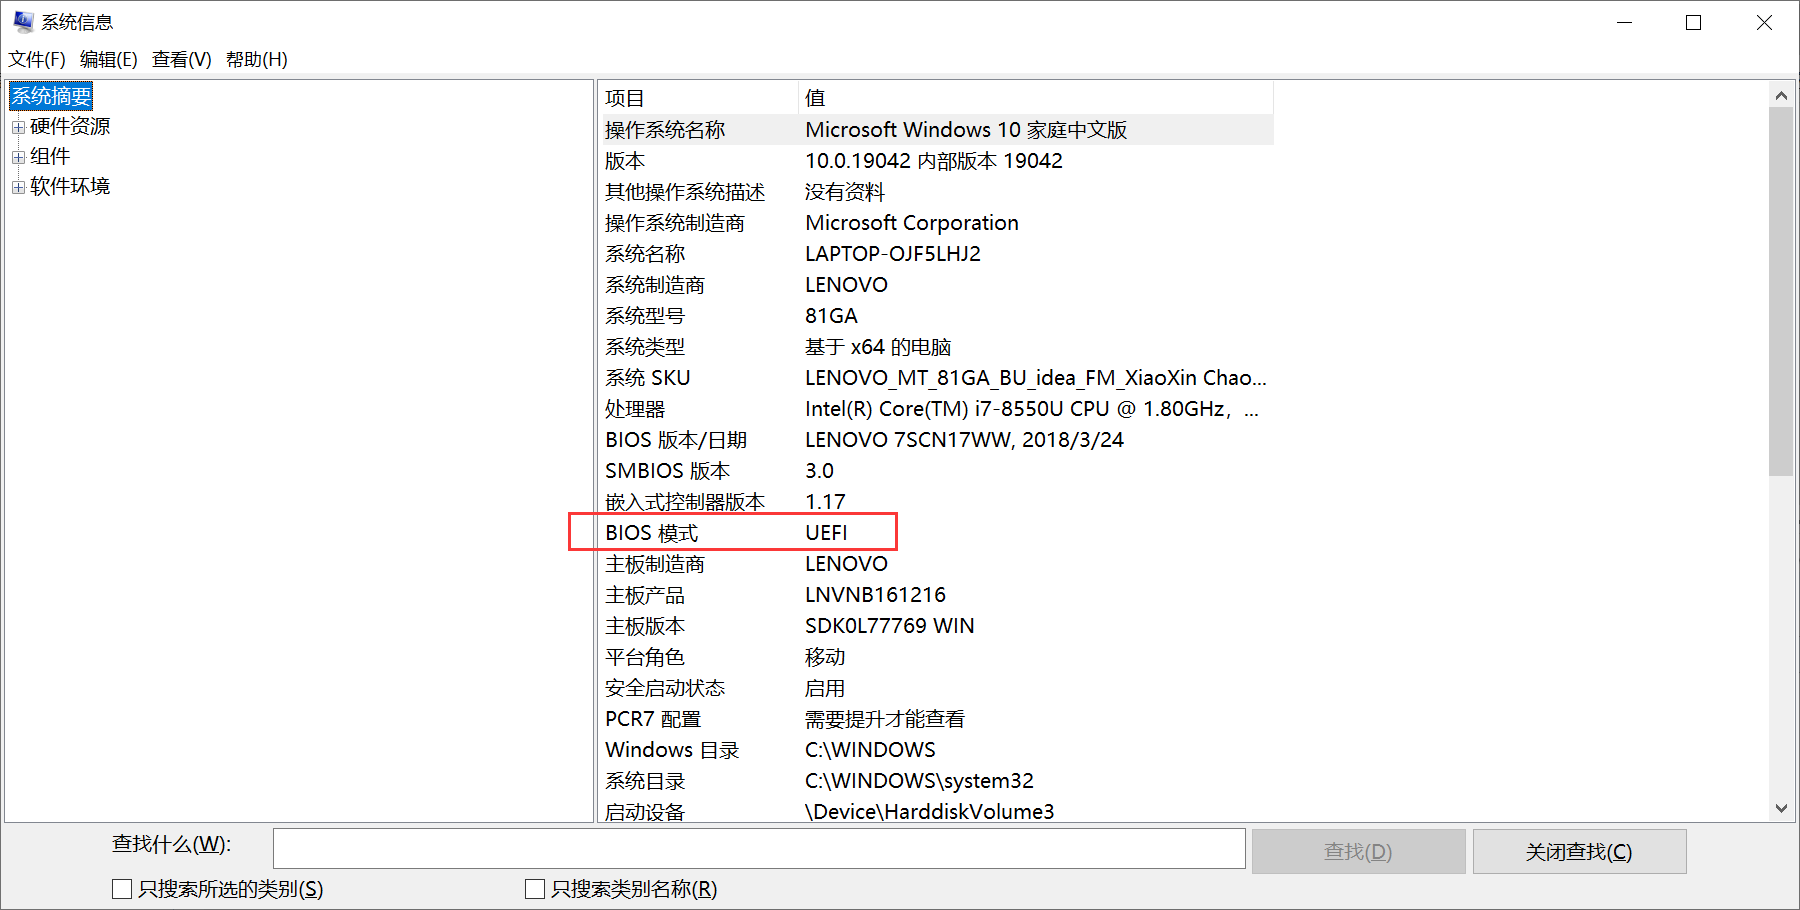 系统信息
文件(F) 编辑(E) 查看(V) 帮助(H)
系统摘要
硬件资源
组件
软件环境
项目 值
操作系统名称 Microsoft Windows 10 家庭中文版
版本 10.0.19042 内部版本 19042
其他操作系统描述 没有资料
操作系统制造商 Microsoft Corporation
系统名称 LAPTOP-OJF5LHJ2
系统制造商 LENOVO
系统型号 81GA
系统类型 基于 x64 的电脑
系统 SKU LENOVO_MT_81GA_BU_idea_FM_XiaoXin Chao...
处理器 Intel(R) Core(TM) i7-8550U CPU @ 1.80GHz，...
BIOS 版本/日期 LENOVO 7SCN17WW, 2018/3/24
SMBIOS 版本 3.0
嵌入式控制器版本 1.17
BIOS 模式 UEFI
主板制造商 LENOVO
主板产品 LNVNB161216
主板版本 SDK0L77769 WIN
平台角色 移动
安全启动状态 启用
PCR7 配置 需要提升才能查看
Windows 目录 C:\WINDOWS
系统目录 C:\WINDOWS\system32
启动设备 \Device\HarddiskVolume3
查找什么(W): 查找(D) 关闭查找(C)
只搜索所选的类别(S) 只搜索类别名称(R)